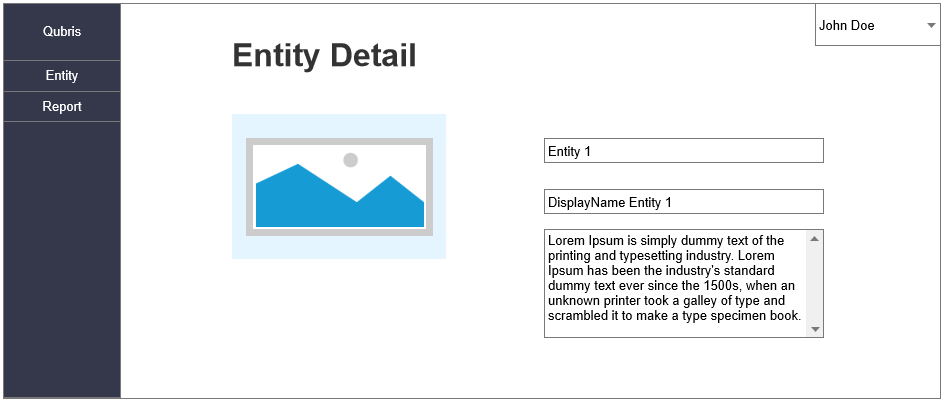 Qubris
Entity
Report
John Doe
Entity Detail
Entity 1
DisplayName Entity 1
Lorem Ipsum is simply dummy text of the
printing and typesetting industry. Lorem
Ipsum has been the industry's standard
dummy text ever since the 1500s, when an
unknown printer took a galley of type and
scrambled it to make a type specimen book.